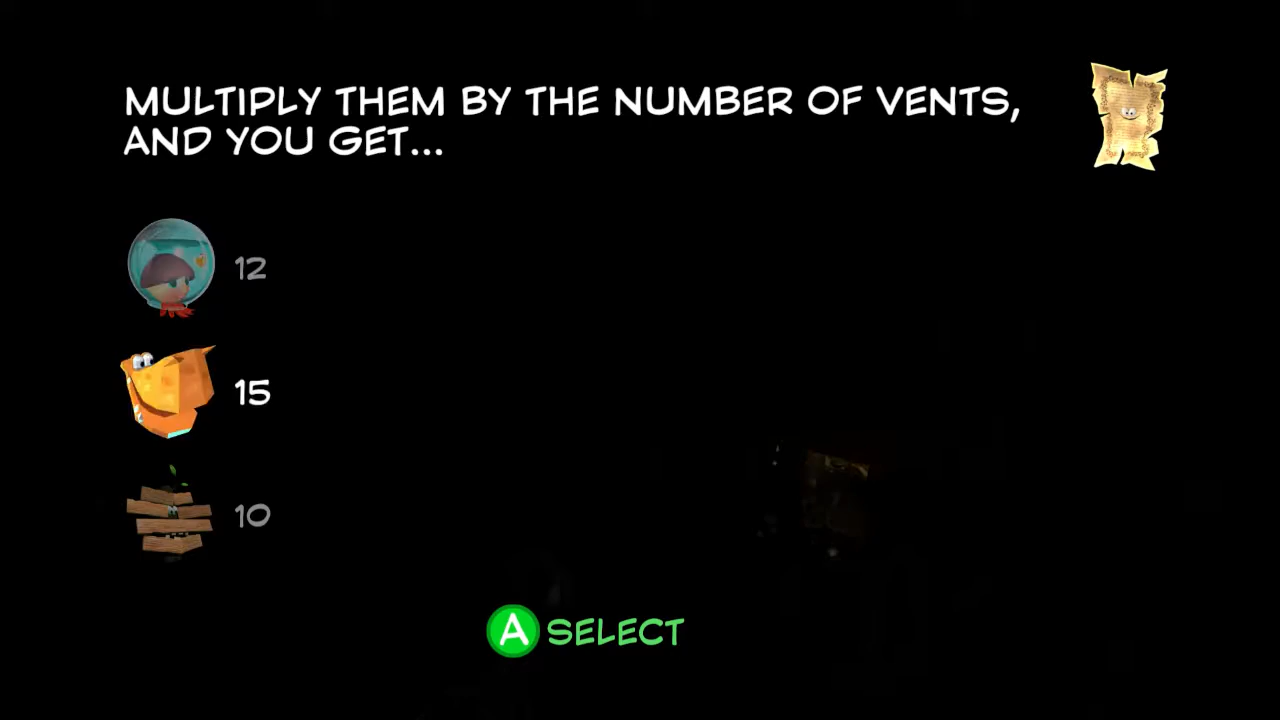 MULTIPLY THEM BY THE NUMBER OF VENTS,
AND YOU GET...
12
15
10
A SELECT